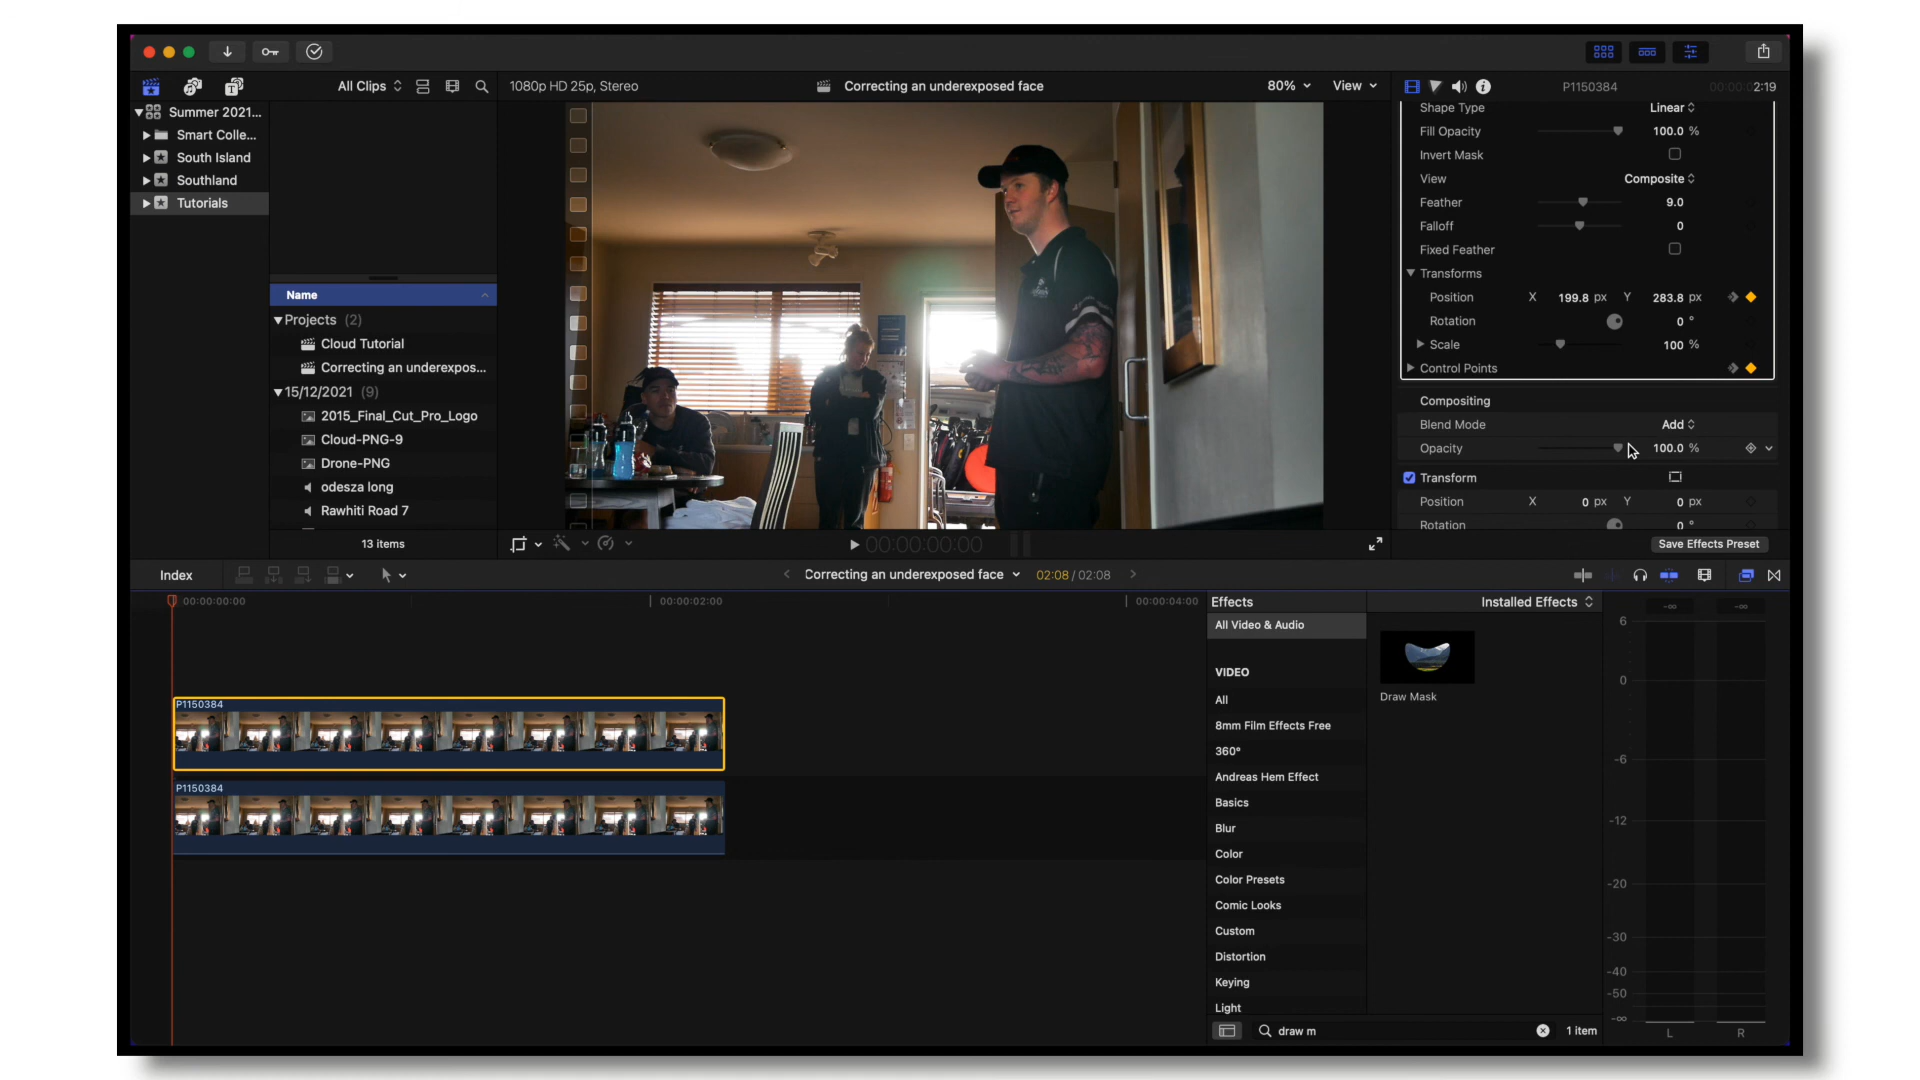 All Clips
1080p HD 25p, Stereo
Correcting an underexposed face
80%
View
P1150384
00:00:02:19
Summer 2021...
Smart Colle...
South Island
Southland
Tutorials
Name
Projects (2)
Cloud Tutorial
Correcting an underexpos...
15/12/2021 (9)
2015_Final_Cut_Pro_Logo
Cloud-PNG-9
Drone-PNG
odesza long
Rawhiti Road 7
13 items
Shape Type Linear
Fill Opacity 100.0 %
Invert Mask
View Composite
Feather 9.0
Falloff 0
Fixed Feather
Transforms
Position X 199.8 px Y 283.8 px
Rotation 0 °
Scale 100 %
Control Points
Compositing
Blend Mode Add
Opacity 100.0 %
Transform
Position X 0 px Y 0 px
Rotation 0 °
Save Effects Preset
00:00:00:00
Index
Correcting an underexposed face
02:08 / 02:08
00:00:00:00
00:00:02:00
00:00:04:00
P1150384
P1150384
Effects
Installed Effects
All Video & Audio
VIDEO
All
8mm Film Effects Free
360°
Andreas Hem Effect
Basics
Blur
Color
Color Presets
Comic Looks
Custom
Distortion
Keying
Light
Draw Mask
draw m
1 item
-∞ -∞
6
0
-6
-12
-20
-30
-40
-50
-∞
L R